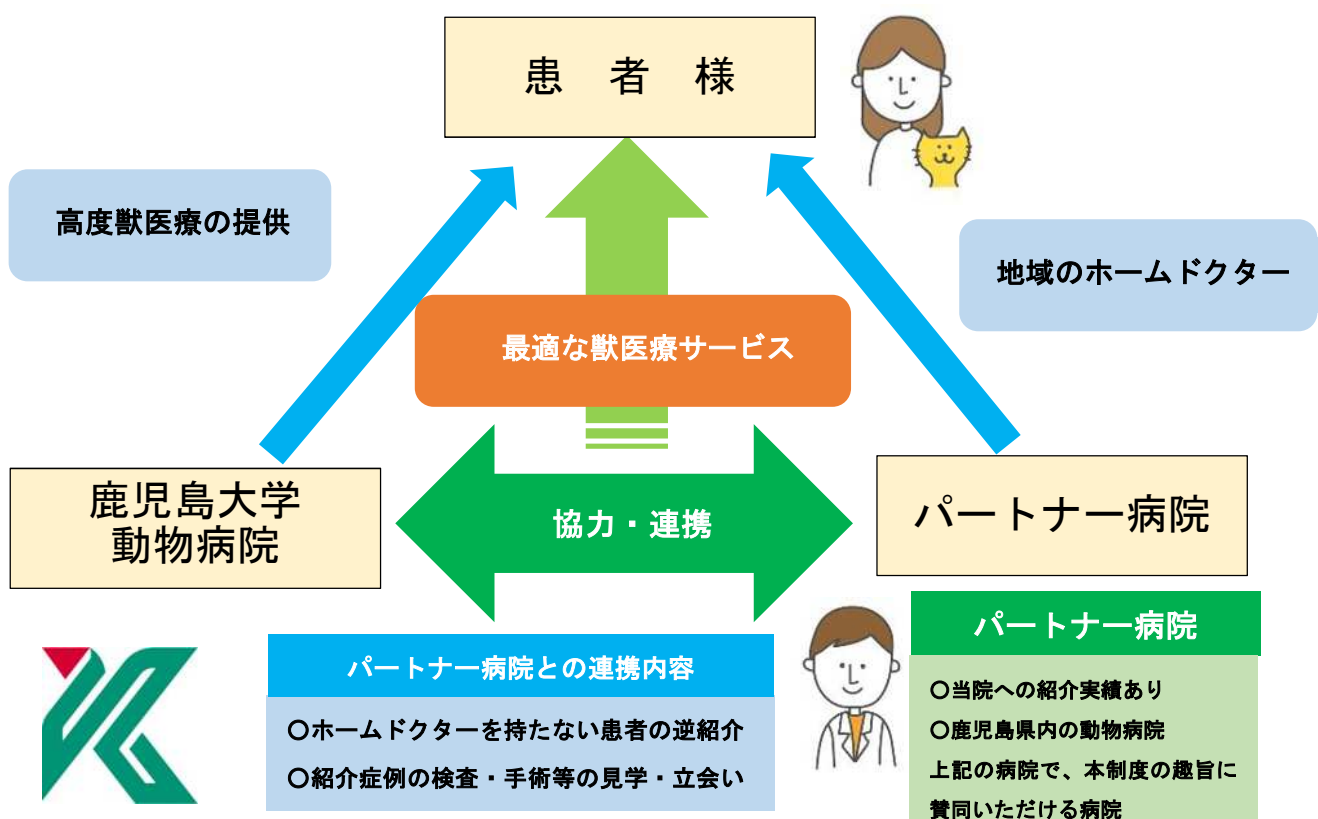 患　者　様
高度獣医療の提供
地域のホームドクター
最適な獣医療サービス
鹿児島大学
動物病院
協力・連携
パートナー病院
パートナー病院との連携内容
〇ホームドクターを持たない患者の逆紹介
〇紹介症例の検査・手術等の見学・立会い
パートナー病院
〇当院への紹介実績あり
〇鹿児島県内の動物病院
上記の病院で、本制度の趣旨に
賛同いただける病院